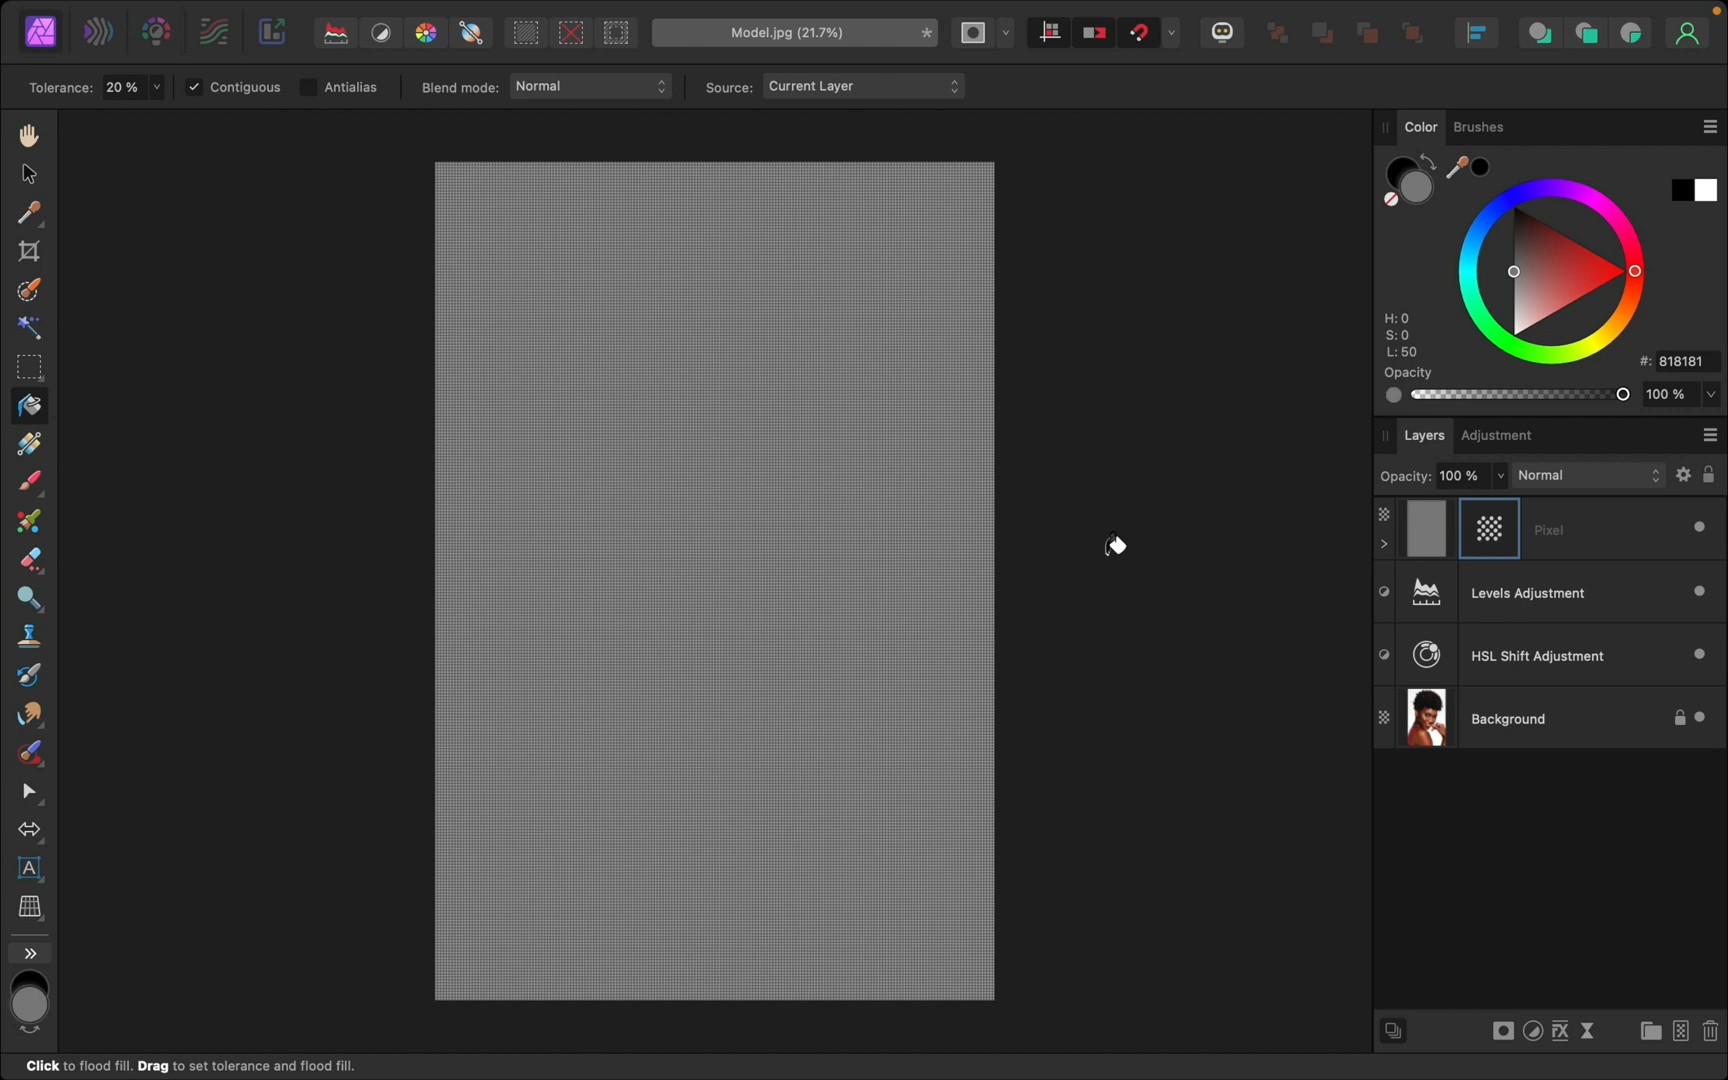 Model.jpg (21.7%)
*
Tolerance: 20 % Contiguous Antialias Blend mode: Normal Source: Current Layer
Color Brushes
H: 0
S: 0
L: 50
#: 818181
Opacity
100 %
Layers Adjustment
Opacity: 100 % Normal
Pixel
Levels Adjustment
HSL Shift Adjustment
Background
A
FX
Click to flood fill. Drag to set tolerance and flood fill.